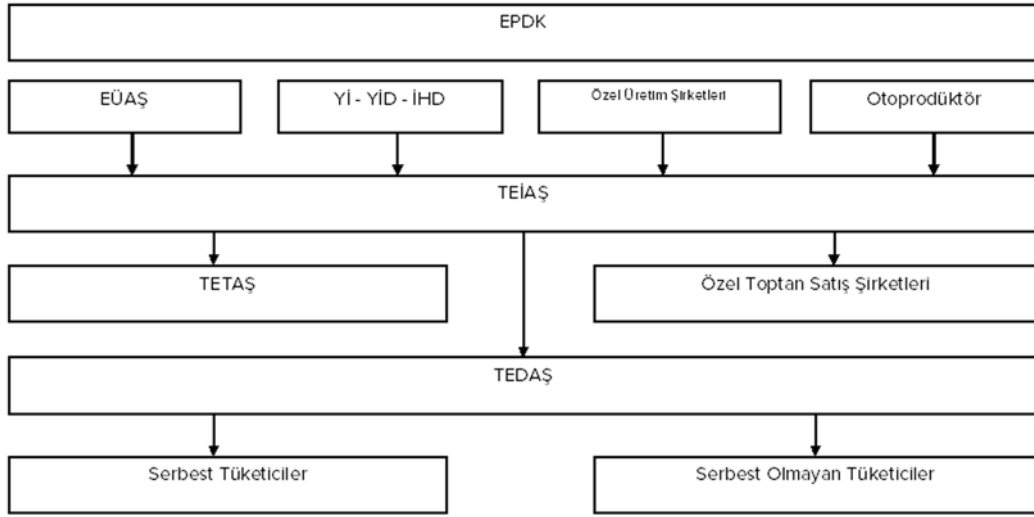 EPDK
EÜAŞ
Yİ - YİD - İHD
Özel Üretim Şirketleri
Otoprodüktör
TEİAŞ
TETAŞ
Özel Toptan Satış Şirketleri
TEDAŞ
Serbest Tüketiciler
Serbest Olmayan Tüketiciler